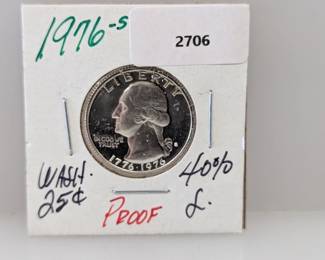 1976-S
2706
LIBERTY
IN GOD WE
TRUST
1776-1976
WASH.
25¢
PROOF
40%